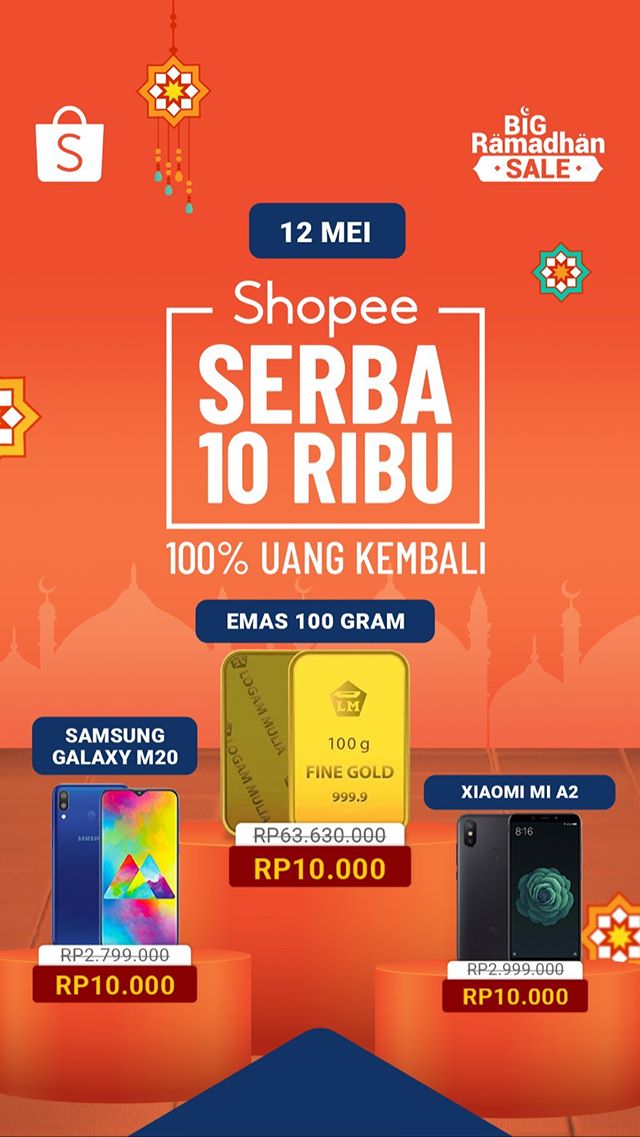 S
BIG
Rämadhän
SALE
12 MEI
Shopee
SERBA
10 RIBU
100% UANG KEMBALI
EMAS 100 GRAM
LOGAM MULIA
LOGAM MULIA
LM
100 g
FINE GOLD
999.9
RP63.630.000
RP10.000
SAMSUNG
GALAXY M20
SAMSU
RP2.799.000
RP10.000
XIAOMI MI A2
8:16
RP2.999.000
RP10.000